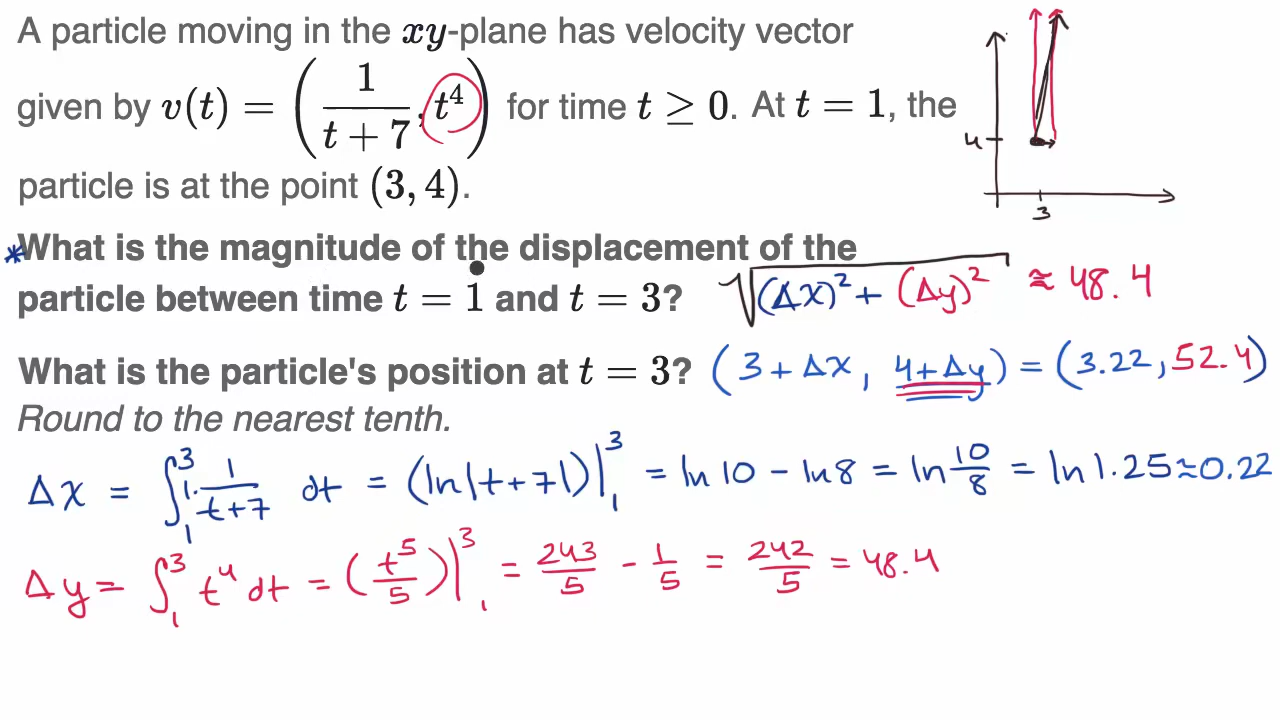 A particle moving in the xy-plane has velocity vector
given by v(t) = (1/(t + 7), t⁴) for time t ≥ 0. At t = 1, the
particle is at the point (3, 4).
4
3
*What is the magnitude of the displacement of the
particle between time t = 1 and t = 3? √((Δx)² + (Δy)²) ≈ 48.4
What is the particle's position at t = 3? (3 + Δx, 4 + Δy) = (3.22, 52.4)
Round to the nearest tenth.
Δx = ∫₁³ 1 · 1/(t+7) dt = (ln|t+7|)|₁³ = ln 10 - ln 8 = ln 10/8 = ln 1.25 ≈ 0.22
Δy = ∫₁³ t⁴ dt = (t⁵/5)|₁³ = 243/5 - 1/5 = 242/5 = 48.4